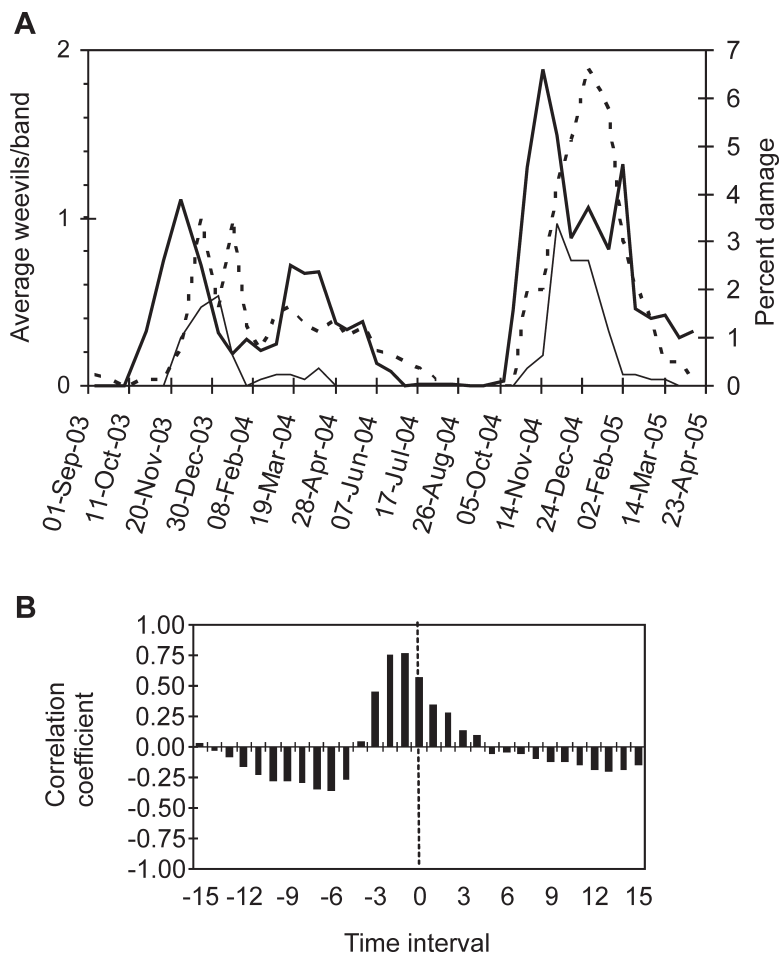 A
2
1
0
Average weevils/band
7
6
5
4
3
2
1
0
Percent damage
01-Sep-03
11-Oct-03
20-Nov-03
30-Dec-03
08-Feb-04
19-Mar-04
28-Apr-04
07-Jun-04
17-Jul-04
26-Aug-04
05-Oct-04
14-Nov-04
24-Dec-04
02-Feb-05
14-Mar-05
23-Apr-05
B
1.00
0.75
0.50
0.25
0.00
-0.25
-0.50
-0.75
-1.00
Correlation
coefficient
-15 -12 -9 -6 -3 0 3 6 9 12 15
Time interval